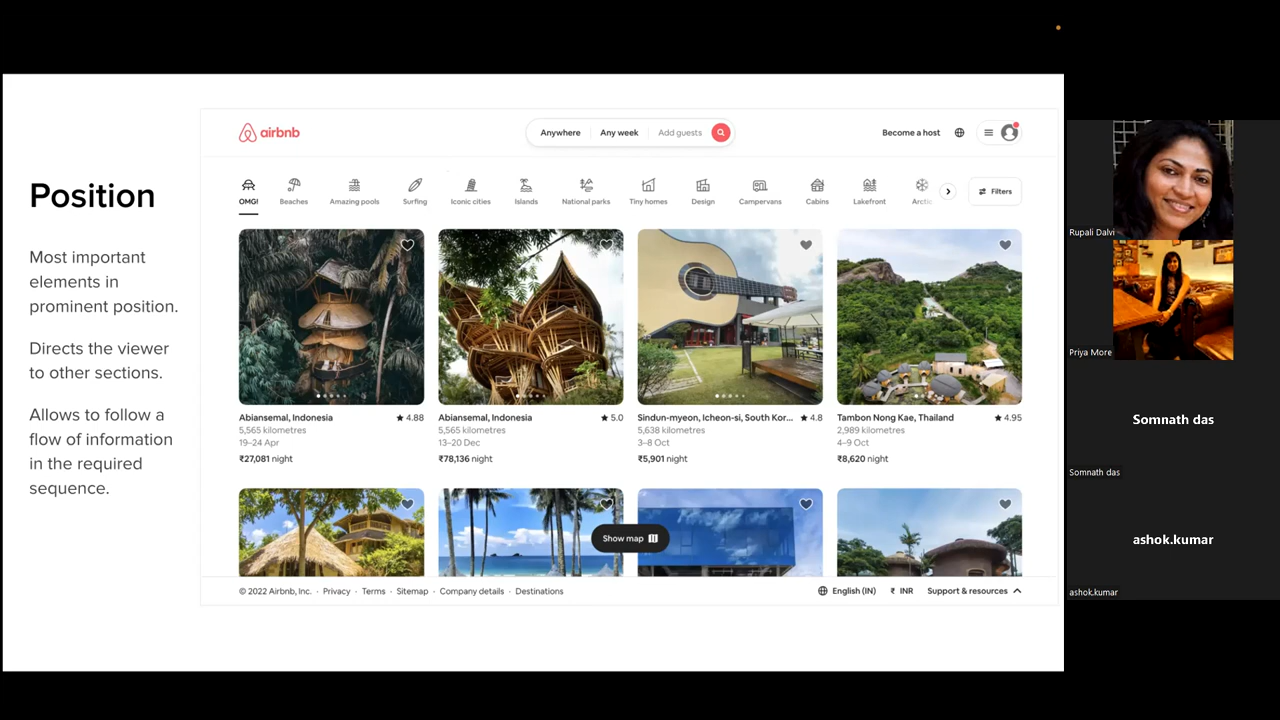 Position
Most important
elements in
prominent position.
Directs the viewer
to other sections.
Allows to follow a
flow of information
in the required
sequence.
airbnb
Anywhere Any week Add guests
Become a host
OMG! Beaches Amazing pools Surfing Iconic cities Islands National parks Tiny homes Design Campervans Cabins Lakefront Arctic Filters
Abiansemal, Indonesia ★ 4.88
5,565 kilometres
19–24 Apr
₹27,081 night
Abiansemal, Indonesia ★ 5.0
5,565 kilometres
13–20 Dec
₹78,136 night
Sindun-myeon, Icheon-si, South Kor... ★ 4.8
5,638 kilometres
3–8 Oct
₹5,901 night
Tambon Nong Kae, Thailand ★ 4.95
2,989 kilometres
4–9 Oct
₹8,620 night
Show map
© 2022 Airbnb, Inc. · Privacy · Terms · Sitemap · Company details · Destinations
English (IN) ₹ INR Support & resources
Rupali Dalvi
Priya More
Somnath das
Somnath das
ashok.kumar
ashok.kumar